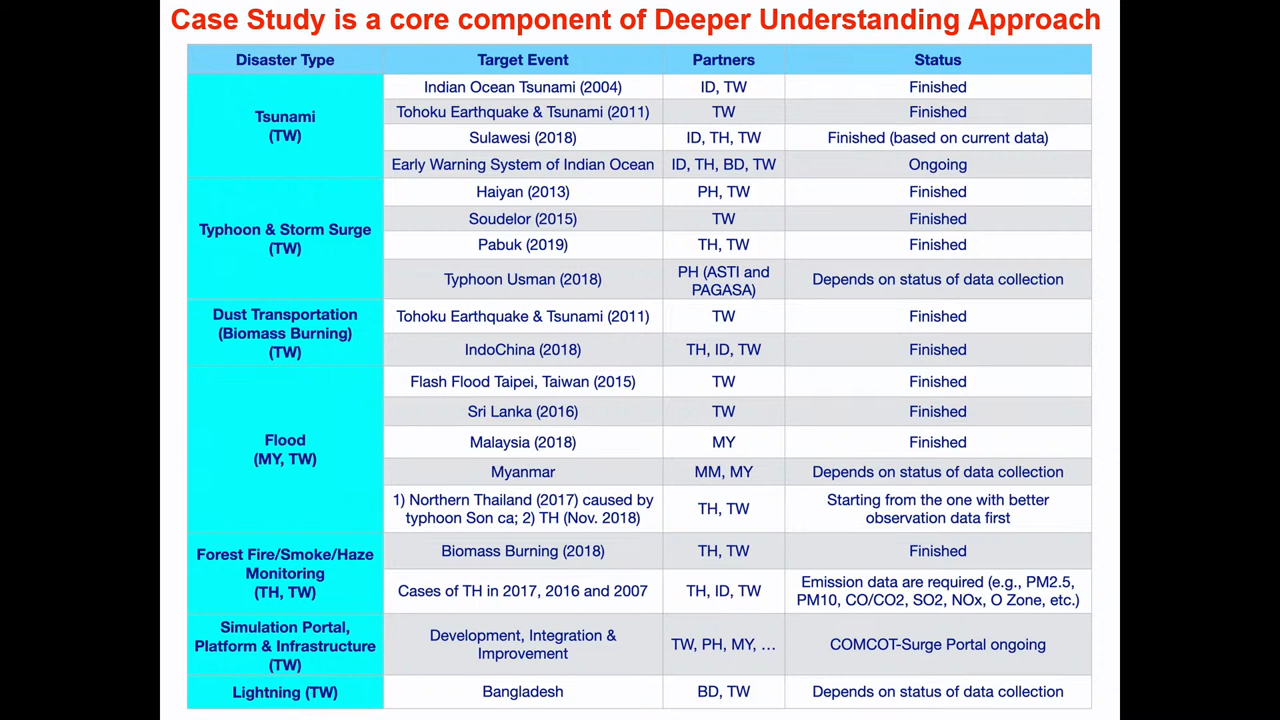 Case Study is a core component of Deeper Understanding Approach
Disaster Type Target Event Partners Status
Tsunami
(TW)
Indian Ocean Tsunami (2004) ID, TW Finished
Tohoku Earthquake & Tsunami (2011) TW Finished
Sulawesi (2018) ID, TH, TW Finished (based on current data)
Early Warning System of Indian Ocean ID, TH, BD, TW Ongoing
Typhoon & Storm Surge
(TW)
Haiyan (2013) PH, TW Finished
Soudelor (2015) TW Finished
Pabuk (2019) TH, TW Finished
Typhoon Usman (2018) PH (ASTI and
PAGASA) Depends on status of data collection
Dust Transportation
(Biomass Burning)
(TW)
Tohoku Earthquake & Tsunami (2011) TW Finished
IndoChina (2018) TH, ID, TW Finished
Flood
(MY, TW)
Flash Flood Taipei, Taiwan (2015) TW Finished
Sri Lanka (2016) TW Finished
Malaysia (2018) MY Finished
Myanmar MM, MY Depends on status of data collection
1) Northern Thailand (2017) caused by
typhoon Son ca; 2) TH (Nov. 2018)
TH, TW
Starting from the one with better
observation data first
Forest Fire/Smoke/Haze
Monitoring
(TH, TW)
Biomass Burning (2018) TH, TW Finished
Cases of TH in 2017, 2016 and 2007 TH, ID, TW
Emission data are required (e.g., PM2.5,
PM10, CO/CO2, SO2, NOx, O Zone, etc.)
Simulation Portal,
Platform & Infrastructure
(TW)
Development, Integration &
Improvement
TW, PH, MY, … COMCOT-Surge Portal ongoing
Lightning (TW) Bangladesh BD, TW Depends on status of data collection